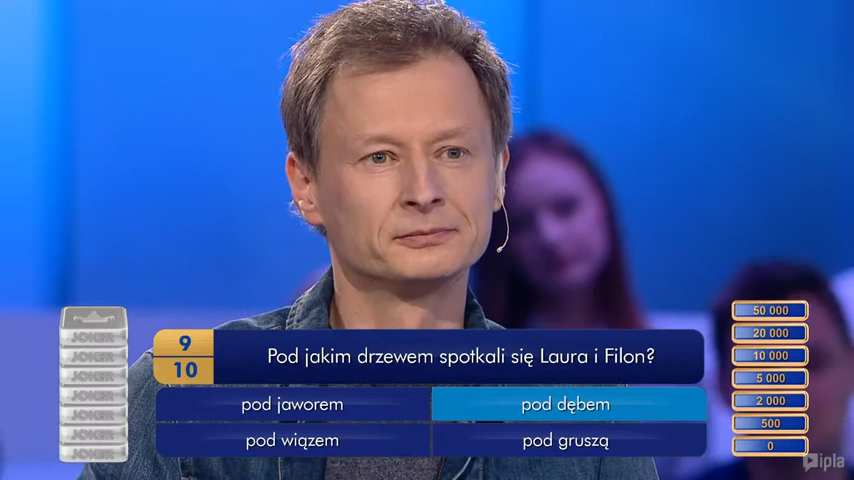 50 000
20 000
10 000
5 000
2 000
500
0
JOKER
JOKER
JOKER
JOKER
JOKER
JOKER
JOKER
9
10
Pod jakim drzewem spotkali się Laura i Filon?
pod jaworem
pod dębem
pod wiązem
pod gruszą
ipla